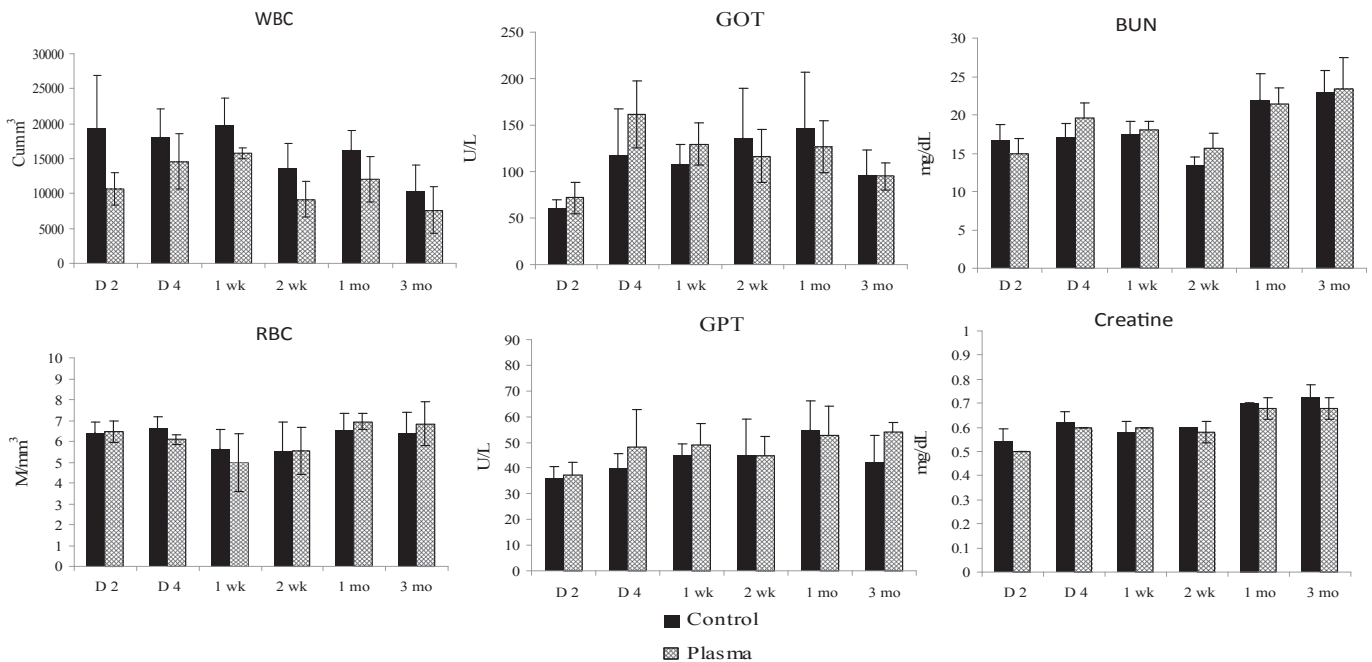 WBC
Cumm³
30000
25000
20000
15000
10000
5000
0
D 2 D 4 1 wk 2 wk 1 mo 3 mo
GOT
U/L
250
200
150
100
50
0
D 2 D 4 1 wk 2 wk 1 mo 3 mo
BUN
mg/dL
30
25
20
15
10
5
0
D 2 D 4 1 wk 2 wk 1 mo 3 mo
RBC
M/mm³
10
9
8
7
6
5
4
3
2
1
0
D 2 D 4 1 wk 2 wk 1 mo 3 mo
GPT
U/L
90
80
70
60
50
40
30
20
10
0
D 2 D 4 1 wk 2 wk 1 mo 3 mo
Creatine
mg/dL
1
0.9
0.8
0.7
0.6
0.5
0.4
0.3
0.2
0.1
0
D 2 D 4 1 wk 2 wk 1 mo 3 mo
Control
Plasma